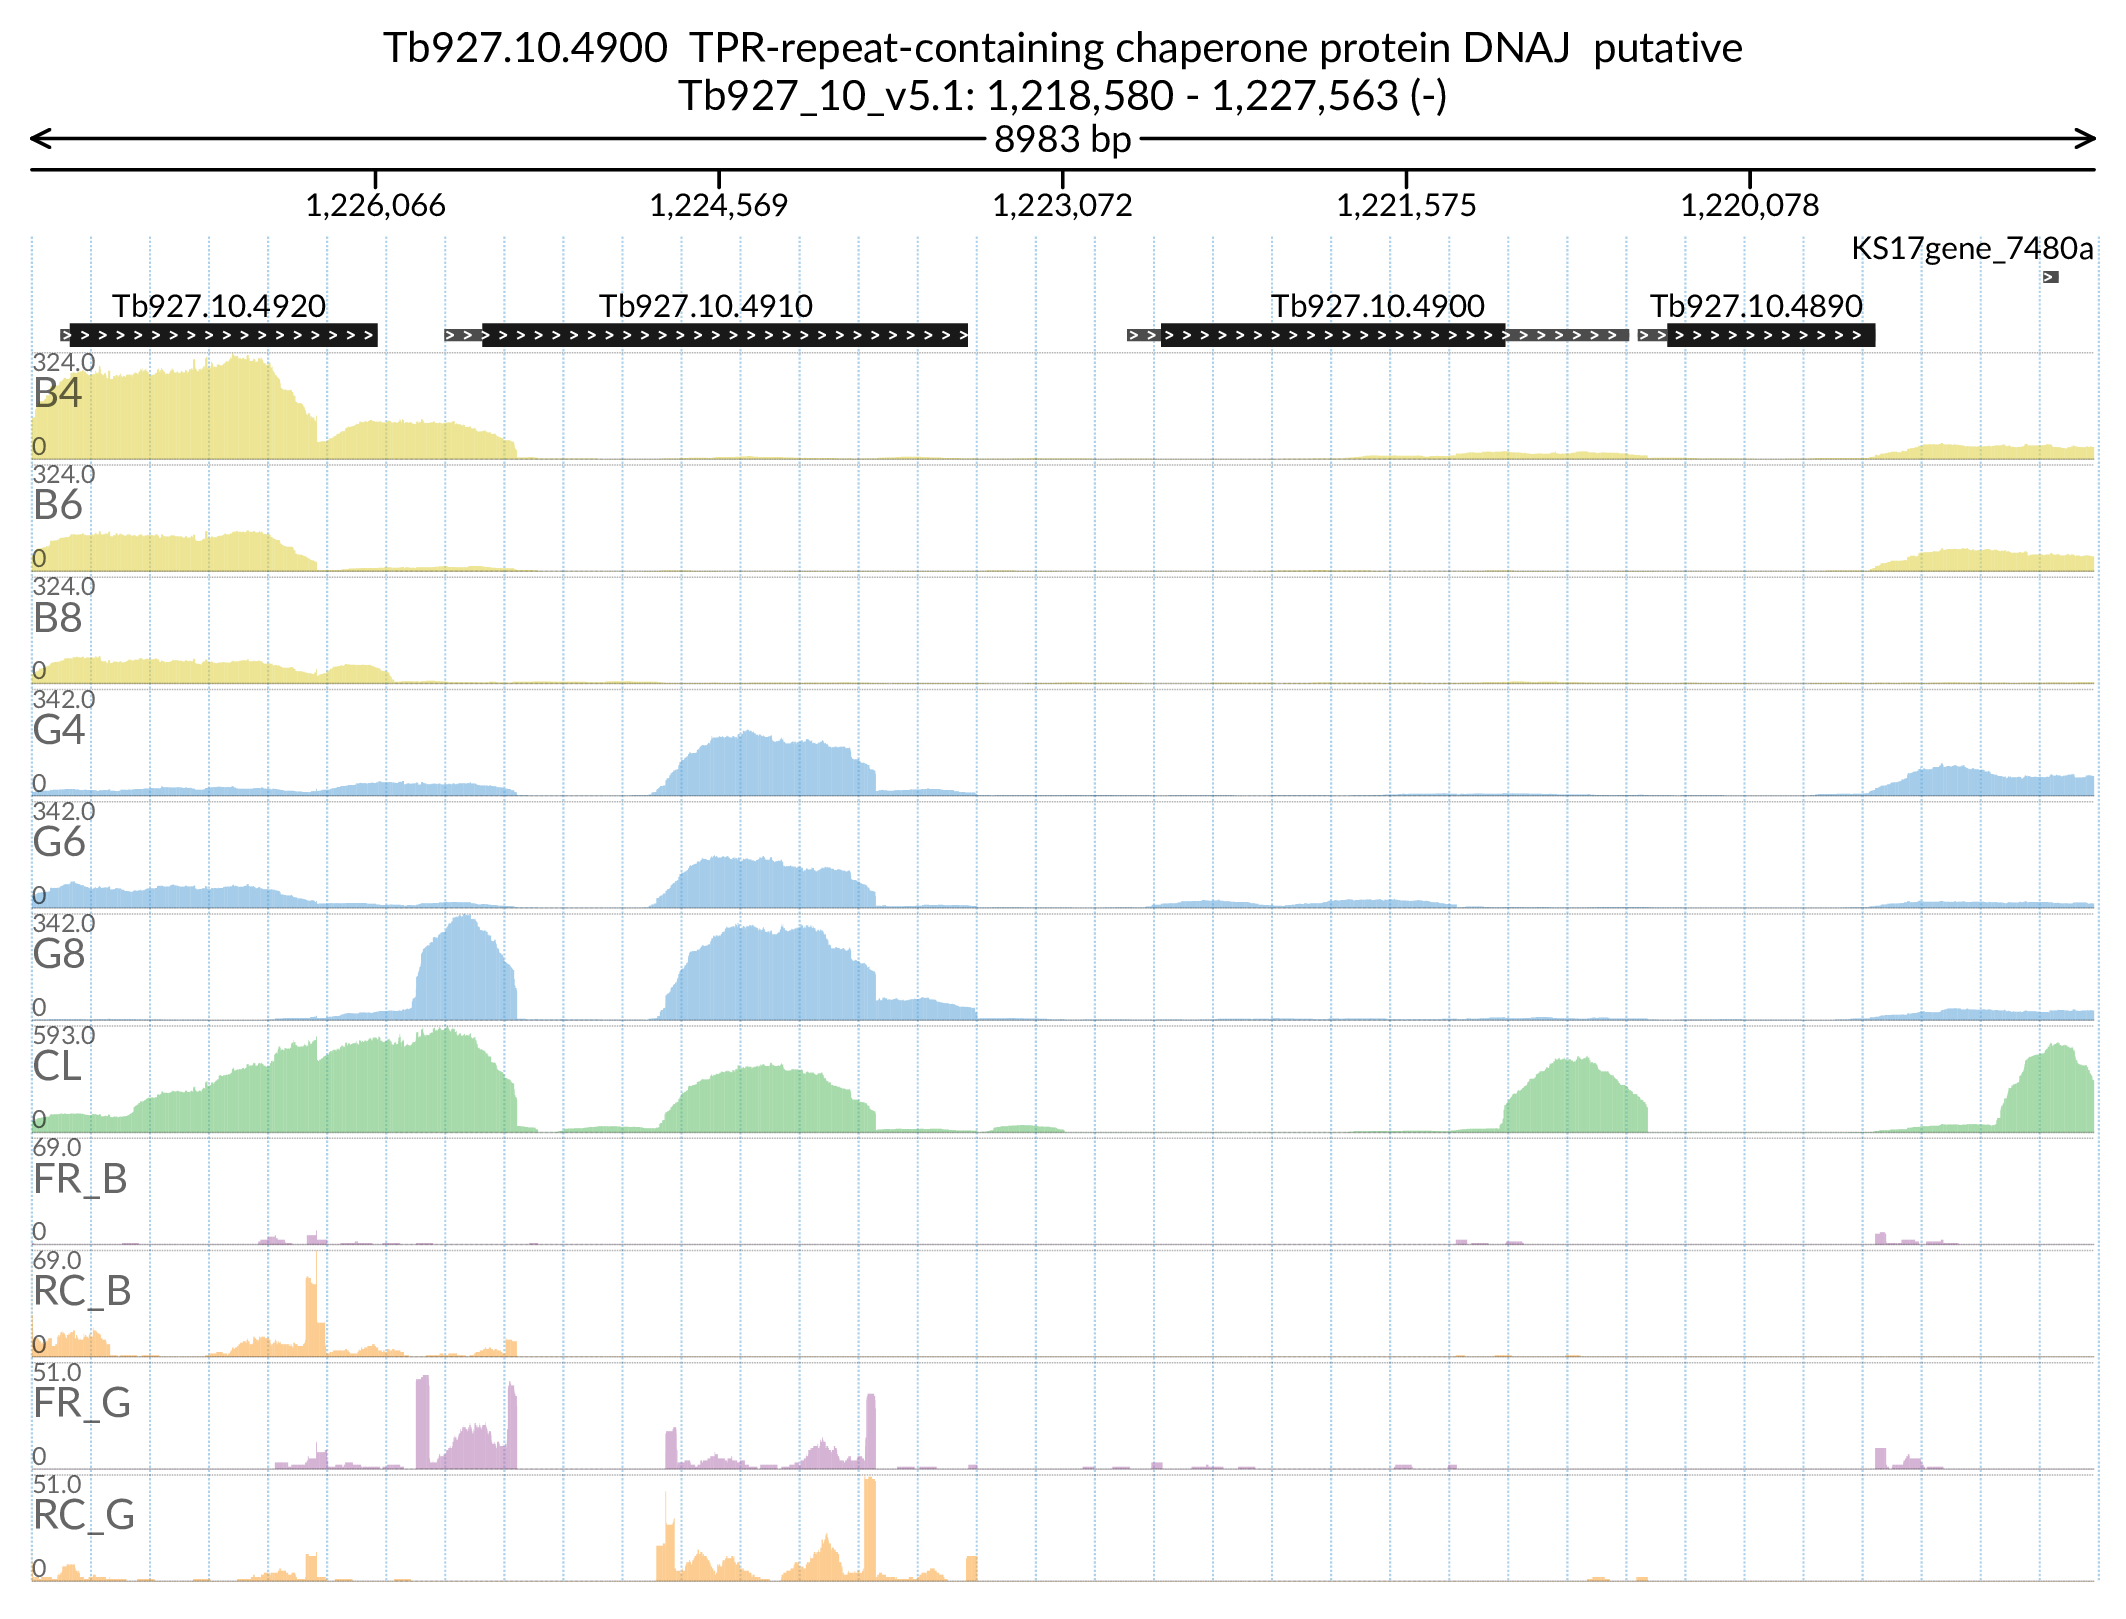 Tb927.10.4900  TPR-repeat-containing chaperone protein DNAJ  putative
Tb927_10_v5.1: 1,218,580 - 1,227,563 (-)
8983 bp
1,226,066 1,224,569 1,223,072 1,221,575 1,220,078
KS17gene_7480a
Tb927.10.4920 Tb927.10.4910 Tb927.10.4900 Tb927.10.4890
324.0
B4
0
324.0
B6
0
324.0
B8
0
342.0
G4
0
342.0
G6
0
342.0
G8
0
593.0
CL
0
69.0
FR_B
0
69.0
RC_B
0
51.0
FR_G
0
51.0
RC_G
0